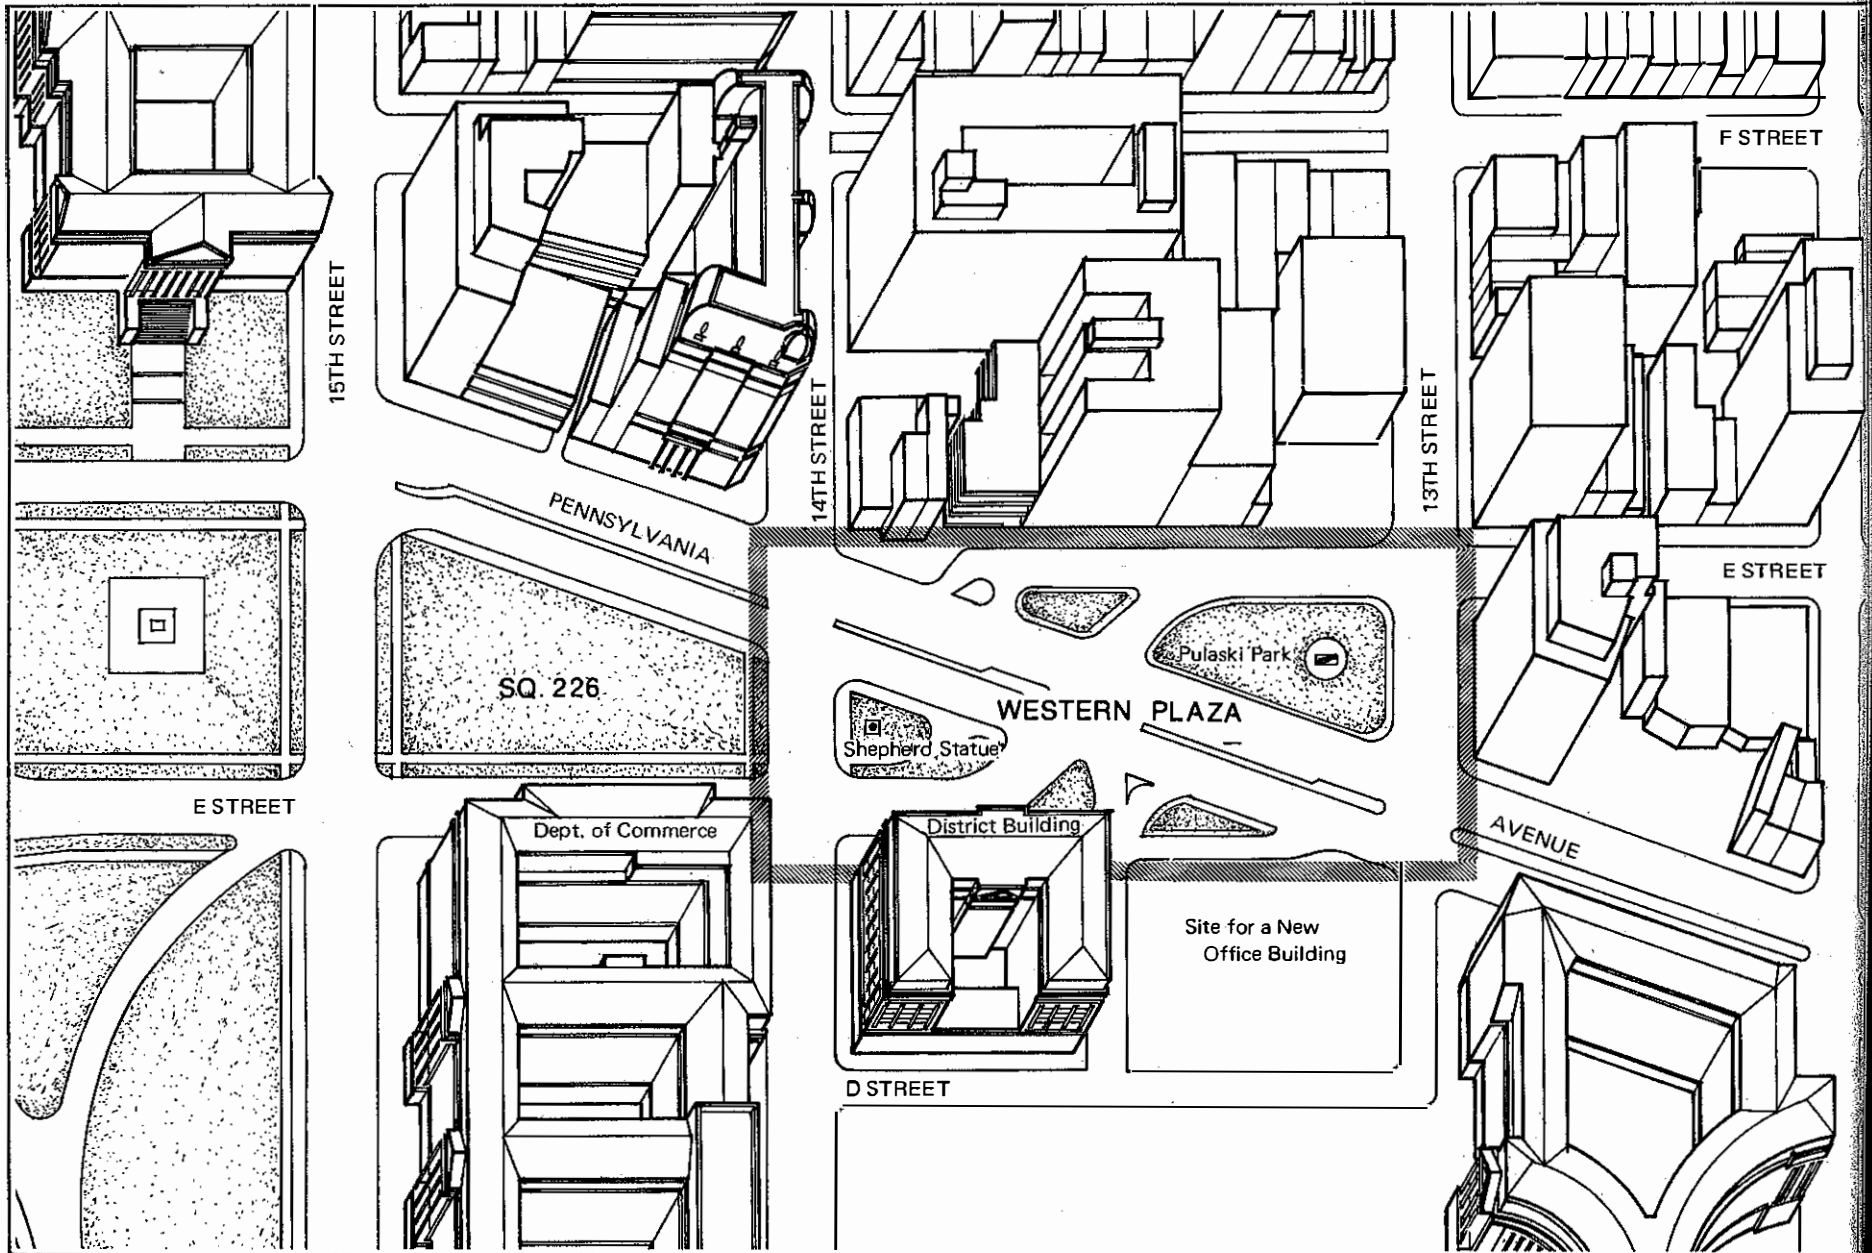 F STREET
15TH STREET
14TH STREET
13TH STREET
PENNSYLVANIA
E STREET
Pulaski Park
SQ. 226
WESTERN PLAZA
Shepherd Statue
E STREET
Dept. of Commerce
District Building
AVENUE
Site for a New
Office Building
D STREET